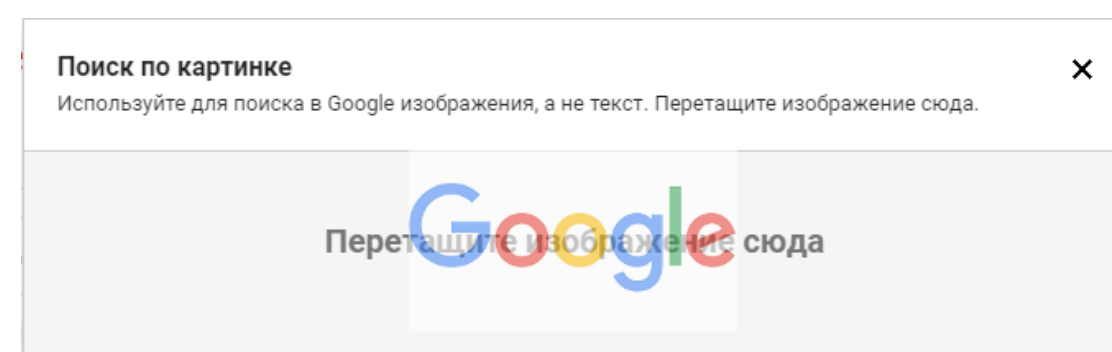 Поиск по картинке
Используйте для поиска в Google изображения, а не текст. Перетащите изображение сюда.
Перетащите изображение сюда
Google